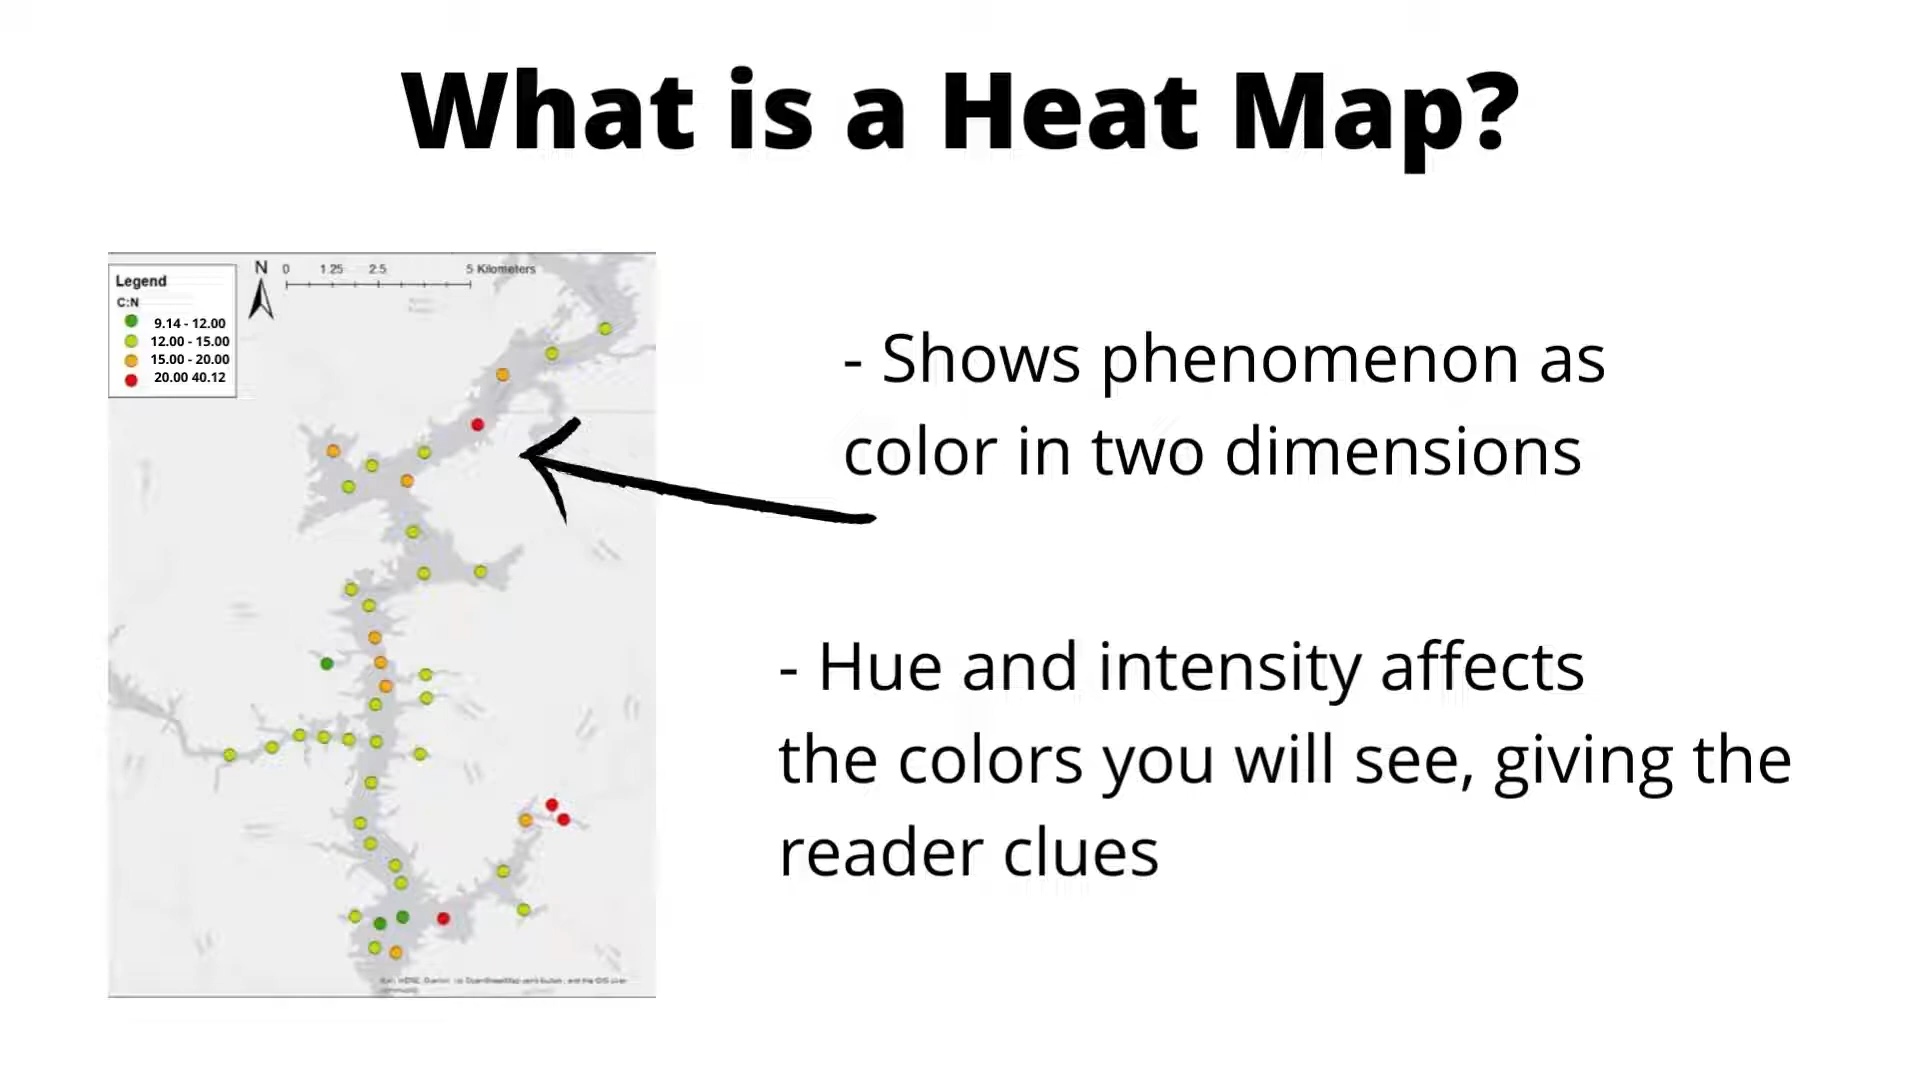 What is a Heat Map?
Legend
C:N
9.14 - 12.00
12.00 - 15.00
15.00 - 20.00
20.00 40.12
N 0 1.25 2.5 5 Kilometers
- Shows phenomenon as
color in two dimensions
- Hue and intensity affects
the colors you will see, giving the
reader clues